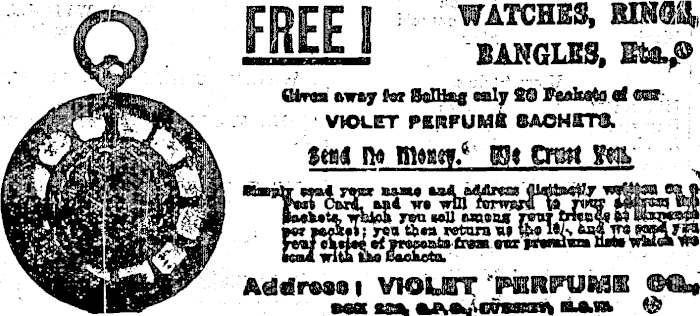 FREE!
WATCHES, RINGS,
BANGLES, Etc.,
Given away for Selling only 20 Packets of our
VIOLET PERFUME SACHETS.
Send No Money. We Trust You.
Simply send your name and address distinctly written on a
Post Card, and we will forward to your address the
Sachets, which you sell among your friends at
per packet; you then return us the 10/-, and we send you
your choice of presents from our premium lists which we
send with the Sachets.
Address: VIOLET PERFUME CO.,
BOX G.P.O., SYDNEY, N.S.W.